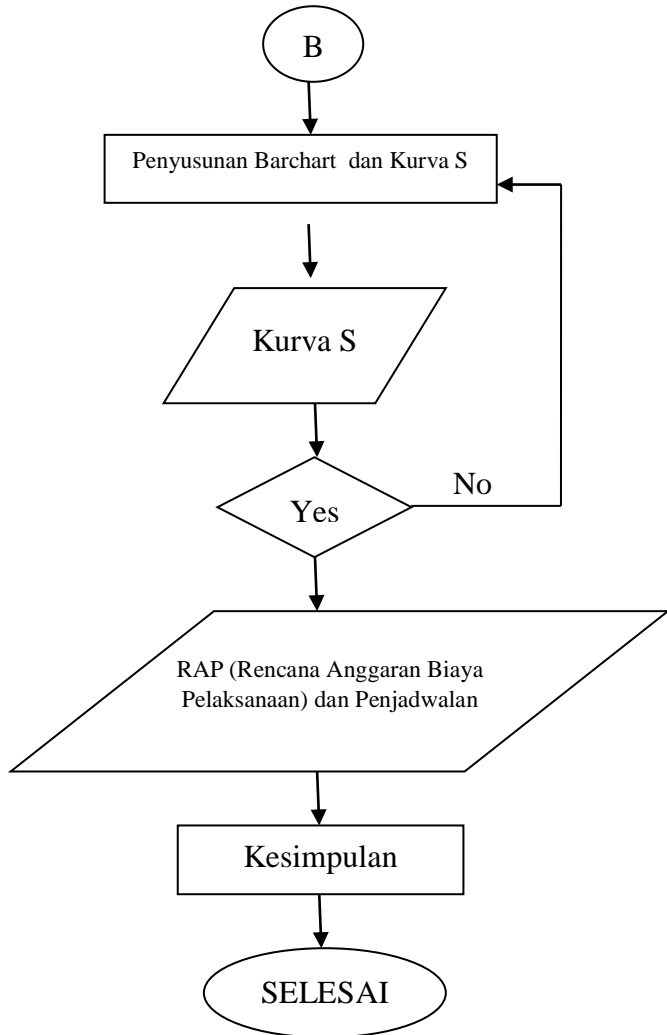 B
Penyusunan Barchart dan Kurva S
Kurva S
No
Yes
RAP (Rencana Anggaran Biaya
Pelaksanaan) dan Penjadwalan
Kesimpulan
SELESAI